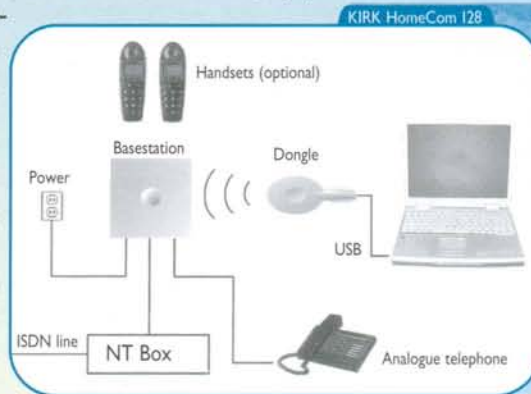 KIRK HomeCom 128
Handsets (optional)
Basestation
Dongle
Power
USB
ISDN line
NT Box
Analogue telephone